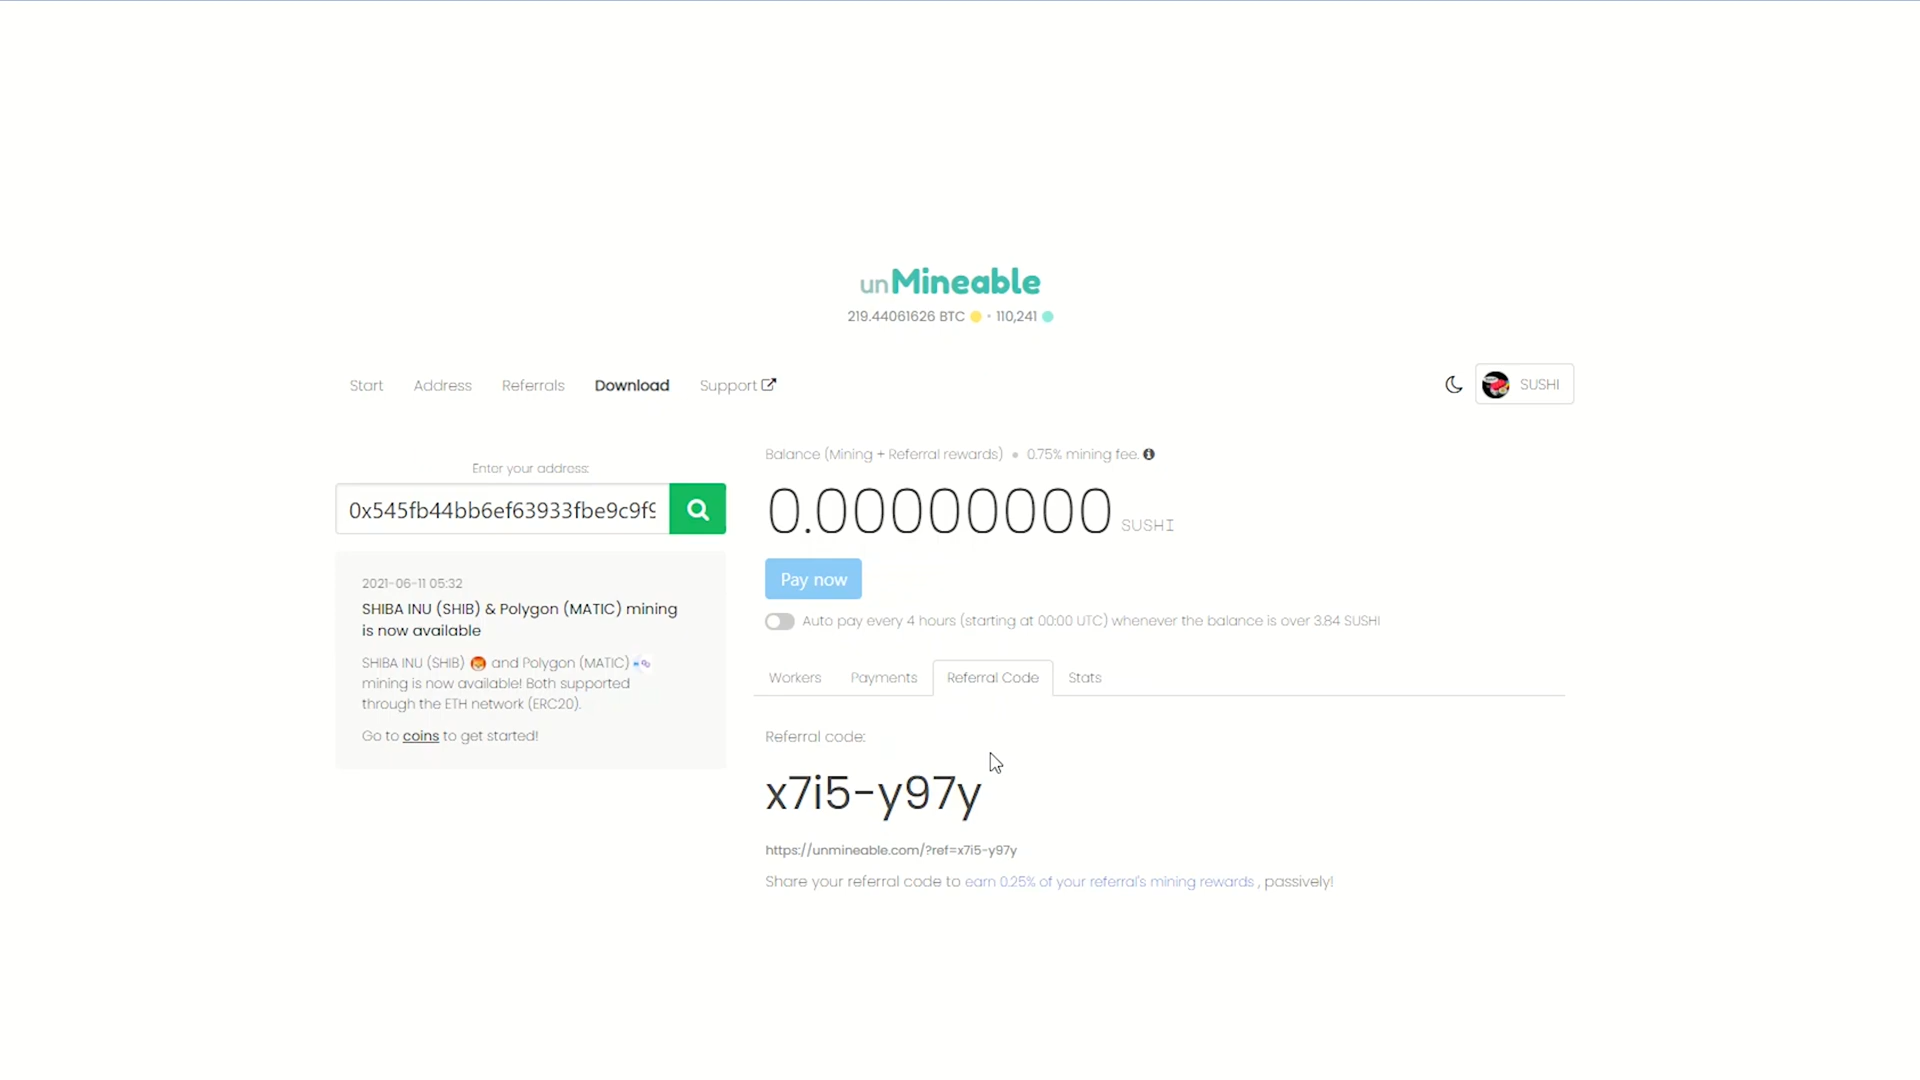 unMineable
219.44061626 BTC • 110,241
Start Address Referrals Download Support
SUSHI
Enter your address:
0x545fb44bb6ef63933fbe9c9f9
2021-06-11 05:32
SHIBA INU (SHIB) & Polygon (MATIC) mining
is now available
SHIBA INU (SHIB) and Polygon (MATIC)
mining is now available! Both supported
through the ETH network (ERC20).
Go to coins to get started!
Balance (Mining + Referral rewards) • 0.75% mining fee.
0.00000000 SUSHI
Pay now
Auto pay every 4 hours (starting at 00:00 UTC) whenever the balance is over 3.84 SUSHI
Workers Payments Referral Code Stats
Referral code:
x7i5-y97y
https://unmineable.com/?ref=x7i5-y97y
Share your referral code to earn 0.25% of your referral's mining rewards , passively!